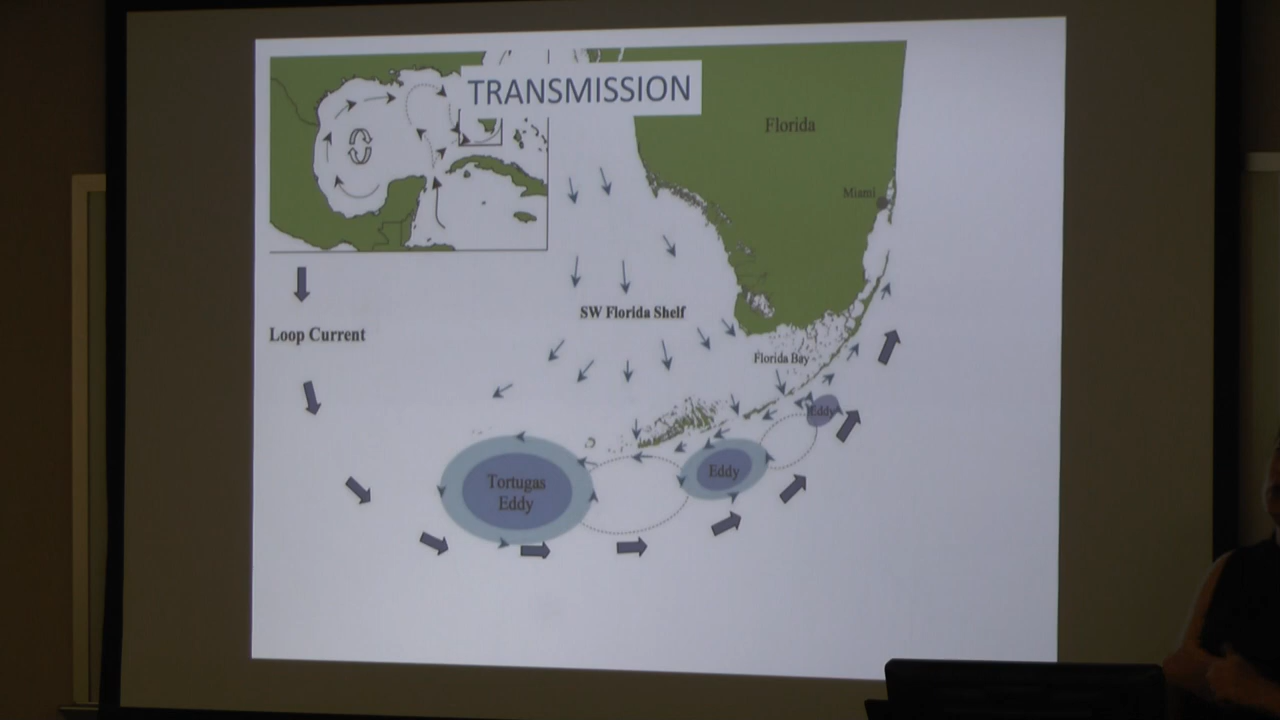 TRANSMISSION
Florida
Miami
SW Florida Shelf
Loop Current
Florida Bay
Eddy
Eddy
Tortugas
Eddy